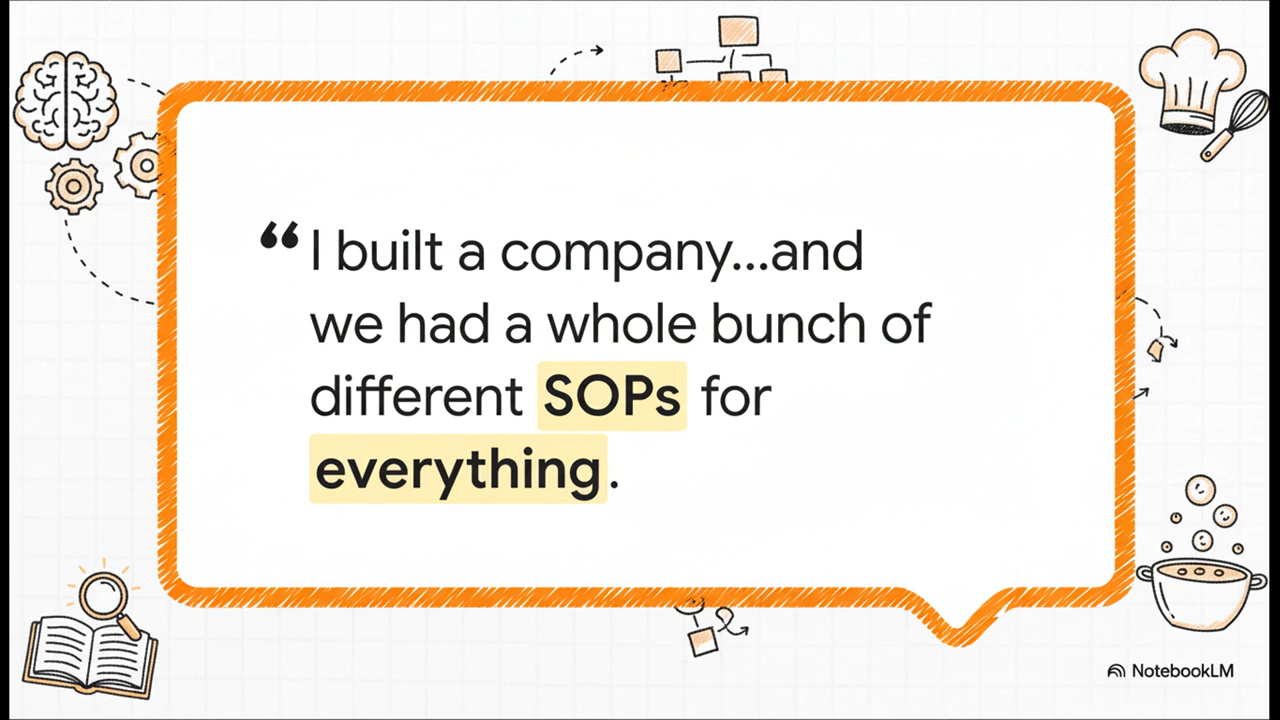 “I built a company...and
we had a whole bunch of
different SOPs for
everything.
NotebookLM